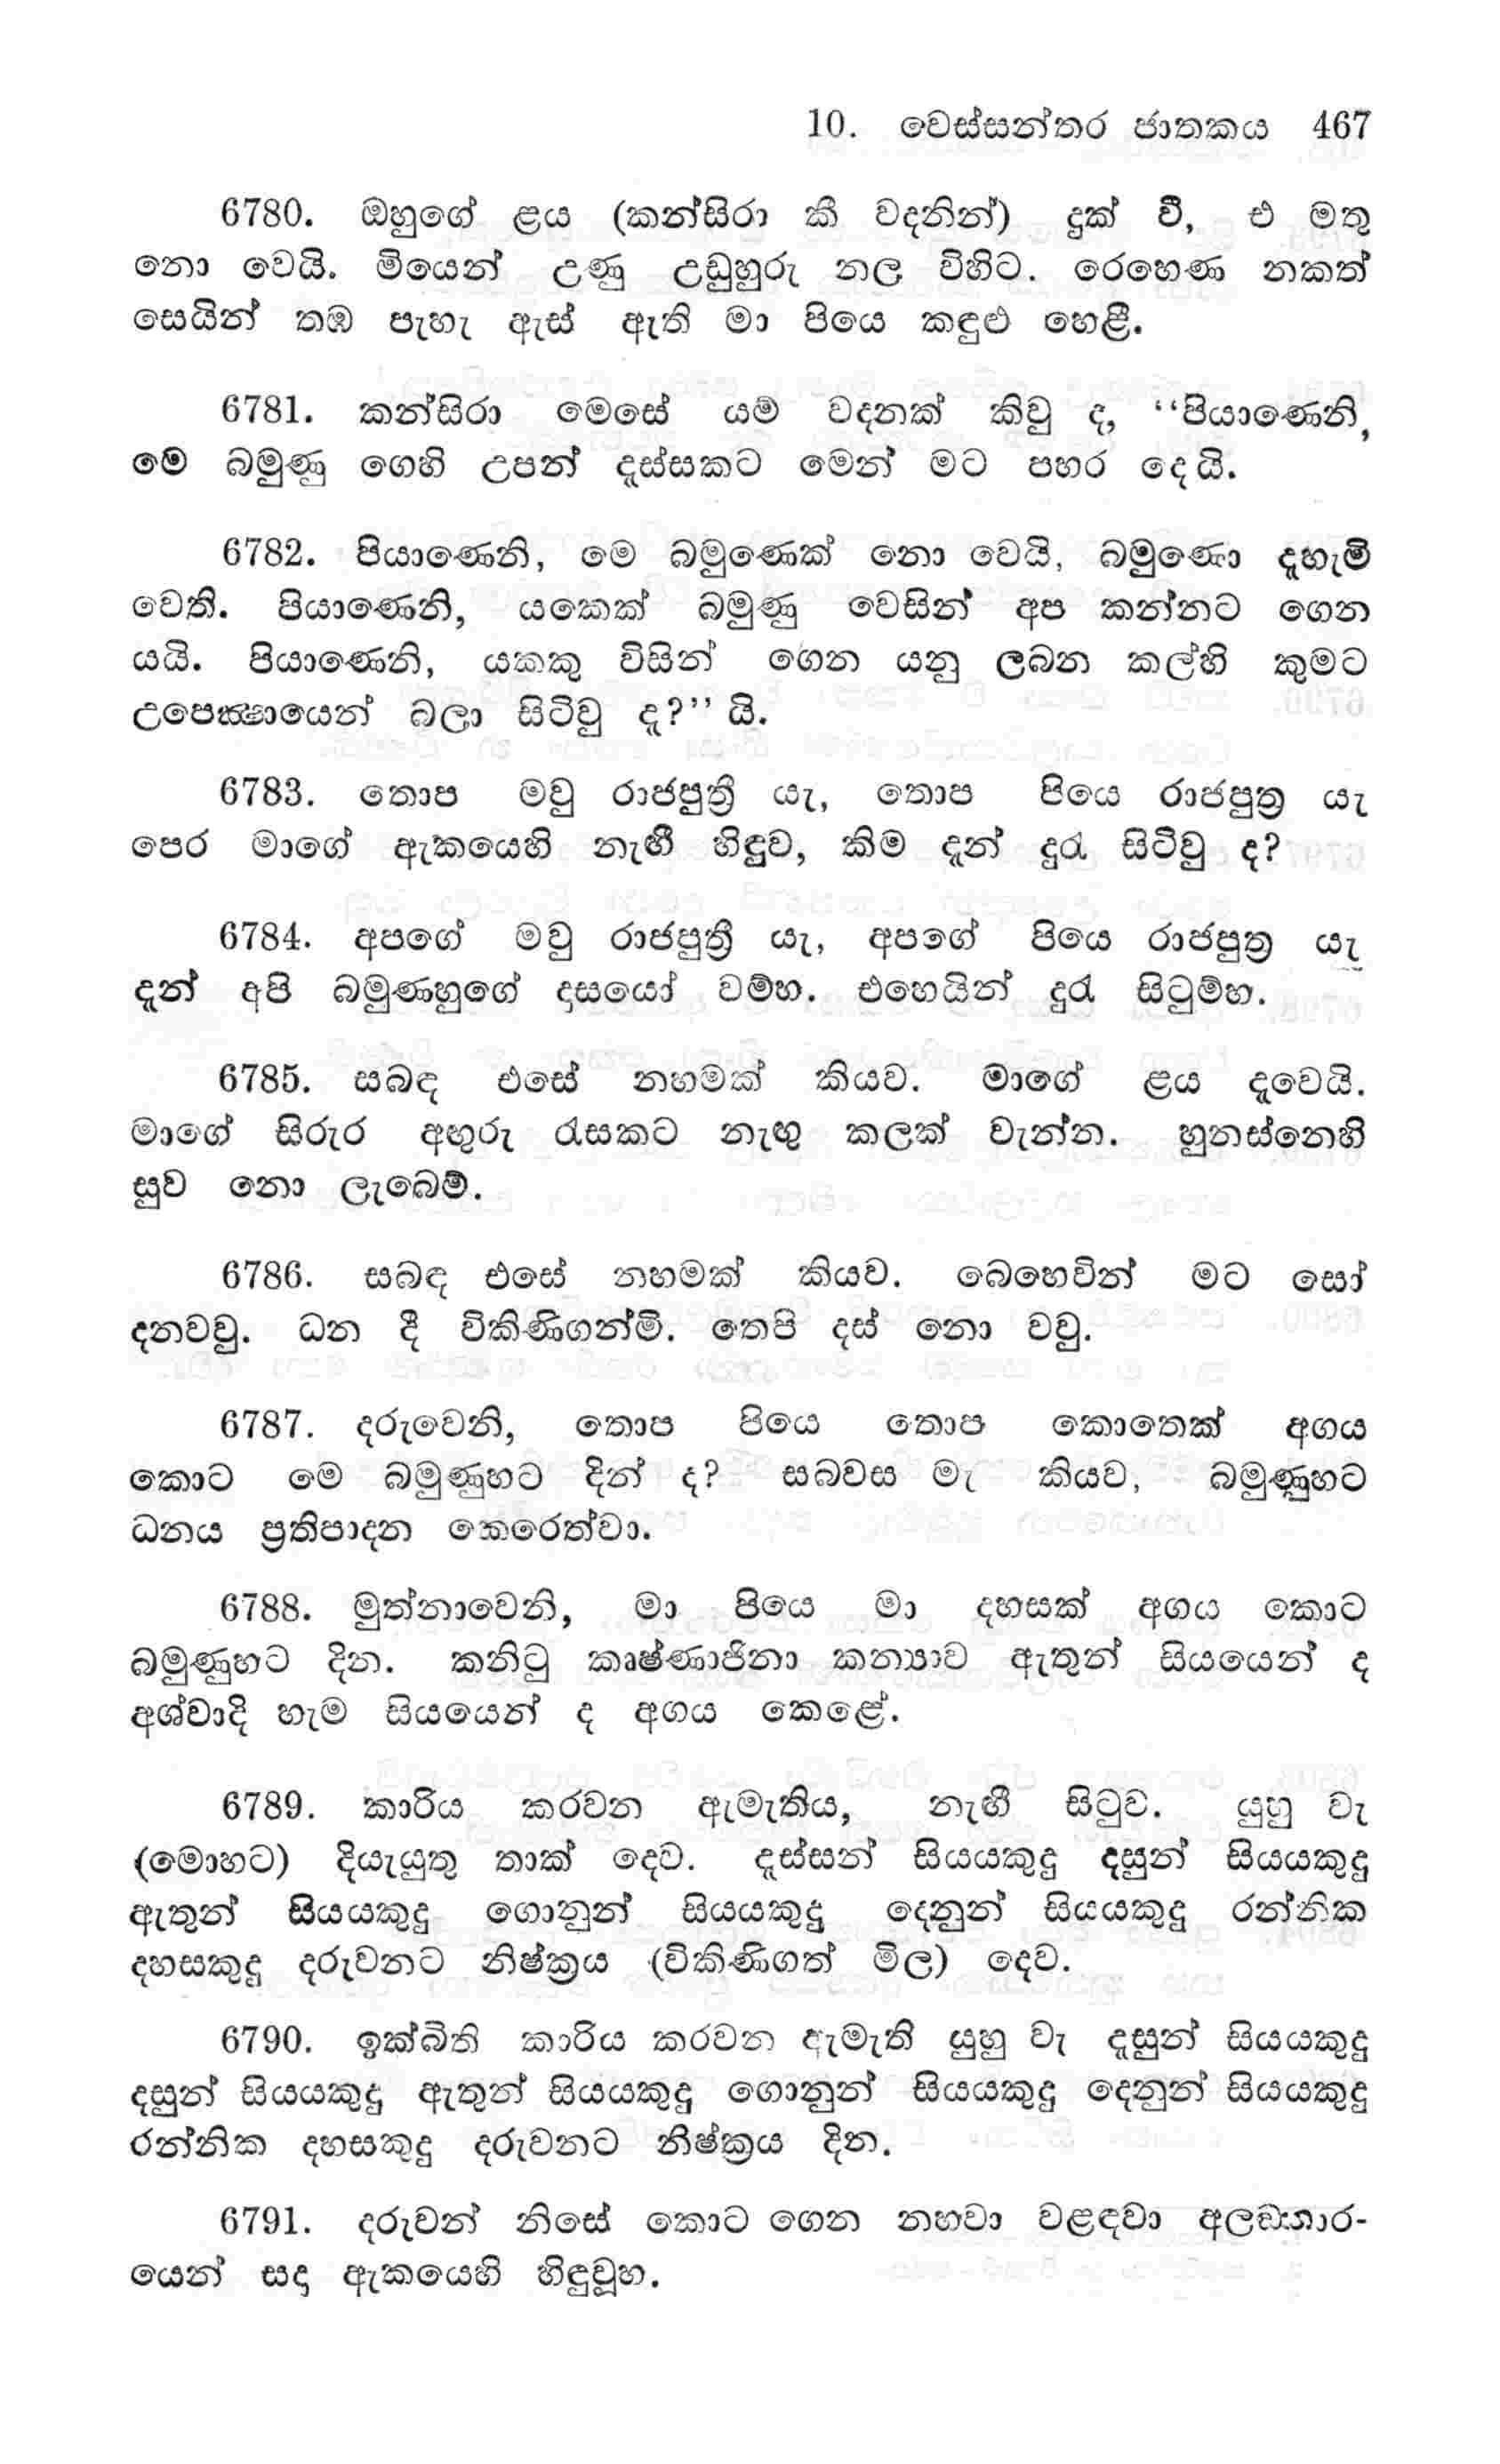 10. වෙස්සන්තර ජාතකය 467
6780. ඔහුගේ ළය (කන්සිරා කී වදනින්) දුක් වී, එ මතු
නො වෙයි. මියෙන් උණු උඩුහුරු නල විහිට. රෙහෙණ නකත්
සෙයින් තඹ පැහැ ඇස් ඇති මා පියෙ කඳුළු හෙළී.
6781. කන්සිරා මෙසේ යම් වදනක් කිවු ද, ‘‘පියාණෙනි,
මෙ බමුණු ගෙහි උපන් දැස්සකට මෙන් මට පහර දෙයි.
6782. පියාණෙනි, මෙ බමුණෙක් නො වෙයි, බමුණෝ දැහැමි
වෙති. පියාණෙනි, යකෙක් බමුණු වෙසින් අප කන්නට ගෙන
යයි. පියාණෙනි, යකකු විසින් ගෙන යනු ලබන කල්හි කුමට
උපෙක්‍ෂායෙන් බලා සිටිවු ද?’’ යි.
6783. තොප මවු රාජපුත්‍රී යැ, තොප පියෙ රාජපුත්‍ර යැ
පෙර මාගේ ඇකයෙහි නැඟී හිඳුව, කිම දැන් දුරැ සිටිවු ද?
6784. අපගේ මවු රාජපුත්‍රී යැ, අපගේ පියෙ රාජපුත්‍ර යැ
දැන් අපි බමුණහුගේ දාසයෝ වම්හ. එහෙයින් දුරැ සිටුම්හ.
6785. සබඳ එසේ නහමක් කියව. මාගේ ළය දැවෙයි.
මාගේ සිරුර අඟුරු රැසකට නැඟු කලක් වැන්න. හුනස්නෙහි
සුව නො ලැබෙම්.
6786. සබඳ එසේ නහමක් කියව. බෙහෙවින් මට සෝ
දනවවු. ධන දී විකිණිගන්මි. තෙපි දස් නො වවු.
6787. දරුවෙනි, තොප පියෙ තොප කොතෙක් අගය
කොට මෙ බමුණුහට දින් ද? සබවස මැ කියව, බමුණුහට
ධනය ප්‍රතිපාදන කෙරෙත්වා.
6788. මුත්නාවෙනි, මා පියෙ මා දහසක් අගය කොට
බමුණුහට දින. කනිටු කෘෂ්ණාජිනා කන්‍යාව ඇතුන් සියයෙන් ද
අශ්වාදි හැම සියයෙන් ද අගය කෙළේ.
6789. කාරිය කරවන ඇමැතිය, නැඟී සිටුව. යුහු වැ
(මොහට) දියැයුතු තාක් දෙව. දැස්සන් සියයකුදු දසුන් සියයකුදු
ඇතුන් සියයකුදු ගොනුන් සියයකුදු දෙනුන් සියයකුදු රන්නික
දහසකුදු දරුවනට නිෂ්ක්‍රය (විකිණිගත් මිල) දෙව.
6790. ඉක්බිති කාරිය කරවන ඇමැති යුහු වැ දැසුන් සියයකුදු
දසුන් සියයකුදු ඇතුන් සියයකුදු ගොනුන් සියයකුදු දෙනුන් සියයකුදු
රන්නික දහසකුදු දරුවනට නිෂ්ක්‍රය දින.
6791. දරුවන් නිසේ කොට ගෙන නහවා වළඳවා අලඞ්කාර-
යෙන් සදා ඇකයෙහි හිඳුවූහ.